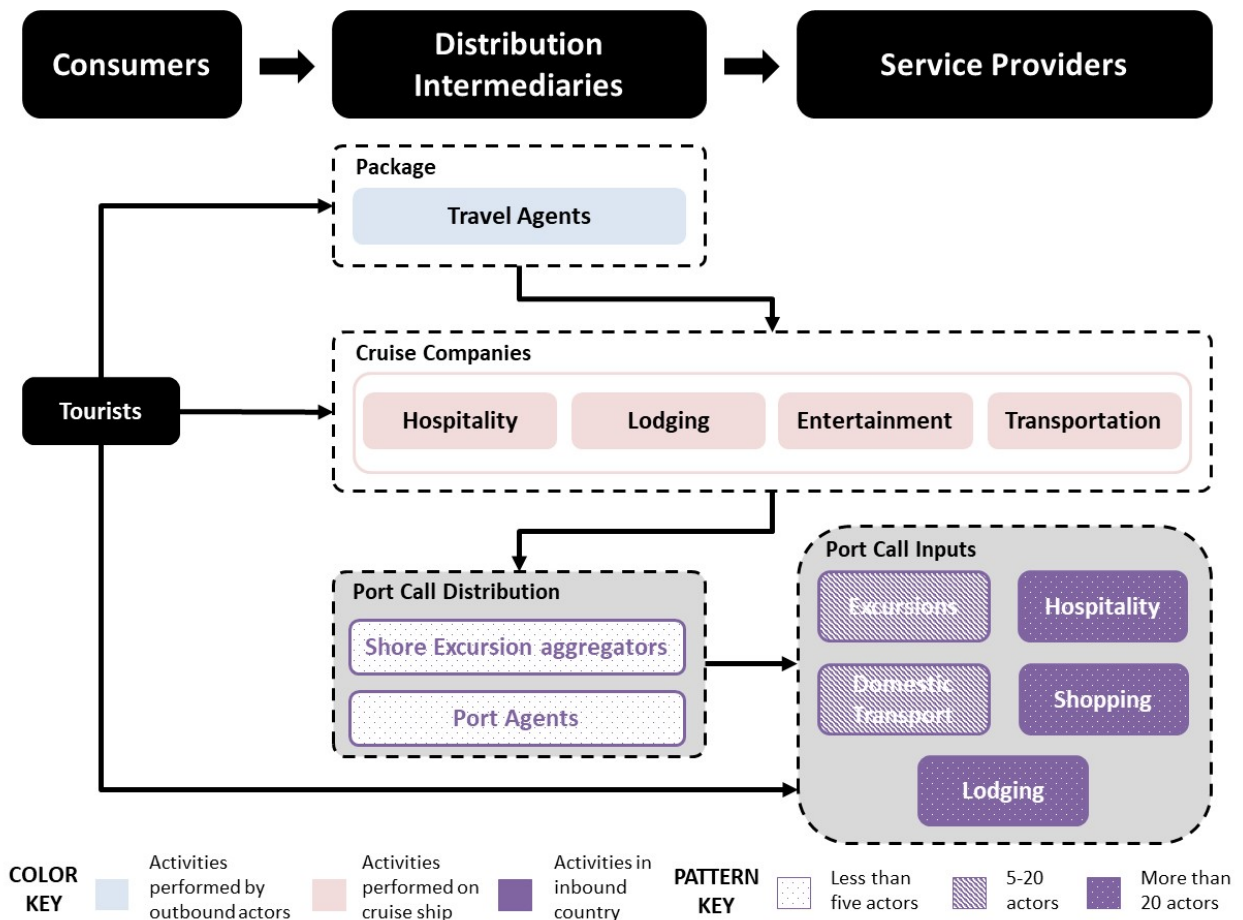 Consumers
Distribution
Intermediaries
Service Providers
Package
Travel Agents
Cruise Companies
Tourists
Hospitality
Lodging
Entertainment
Transportation
Port Call Distribution
Shore Excursion aggregators
Port Agents
Port Call Inputs
Excursions
Hospitality
Domestic
Transport
Shopping
Lodging
COLOR
KEY
Activities
performed by
outbound actors
Activities
performed on
cruise ship
Activities in
inbound
country
PATTERN
KEY
Less than
five actors
5-20
actors
More than
20 actors